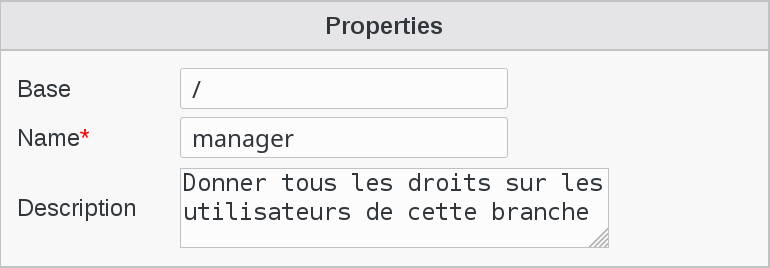 Properties
Base /
Name* manager
Description Donner tous les droits sur les
utilisateurs de cette branche